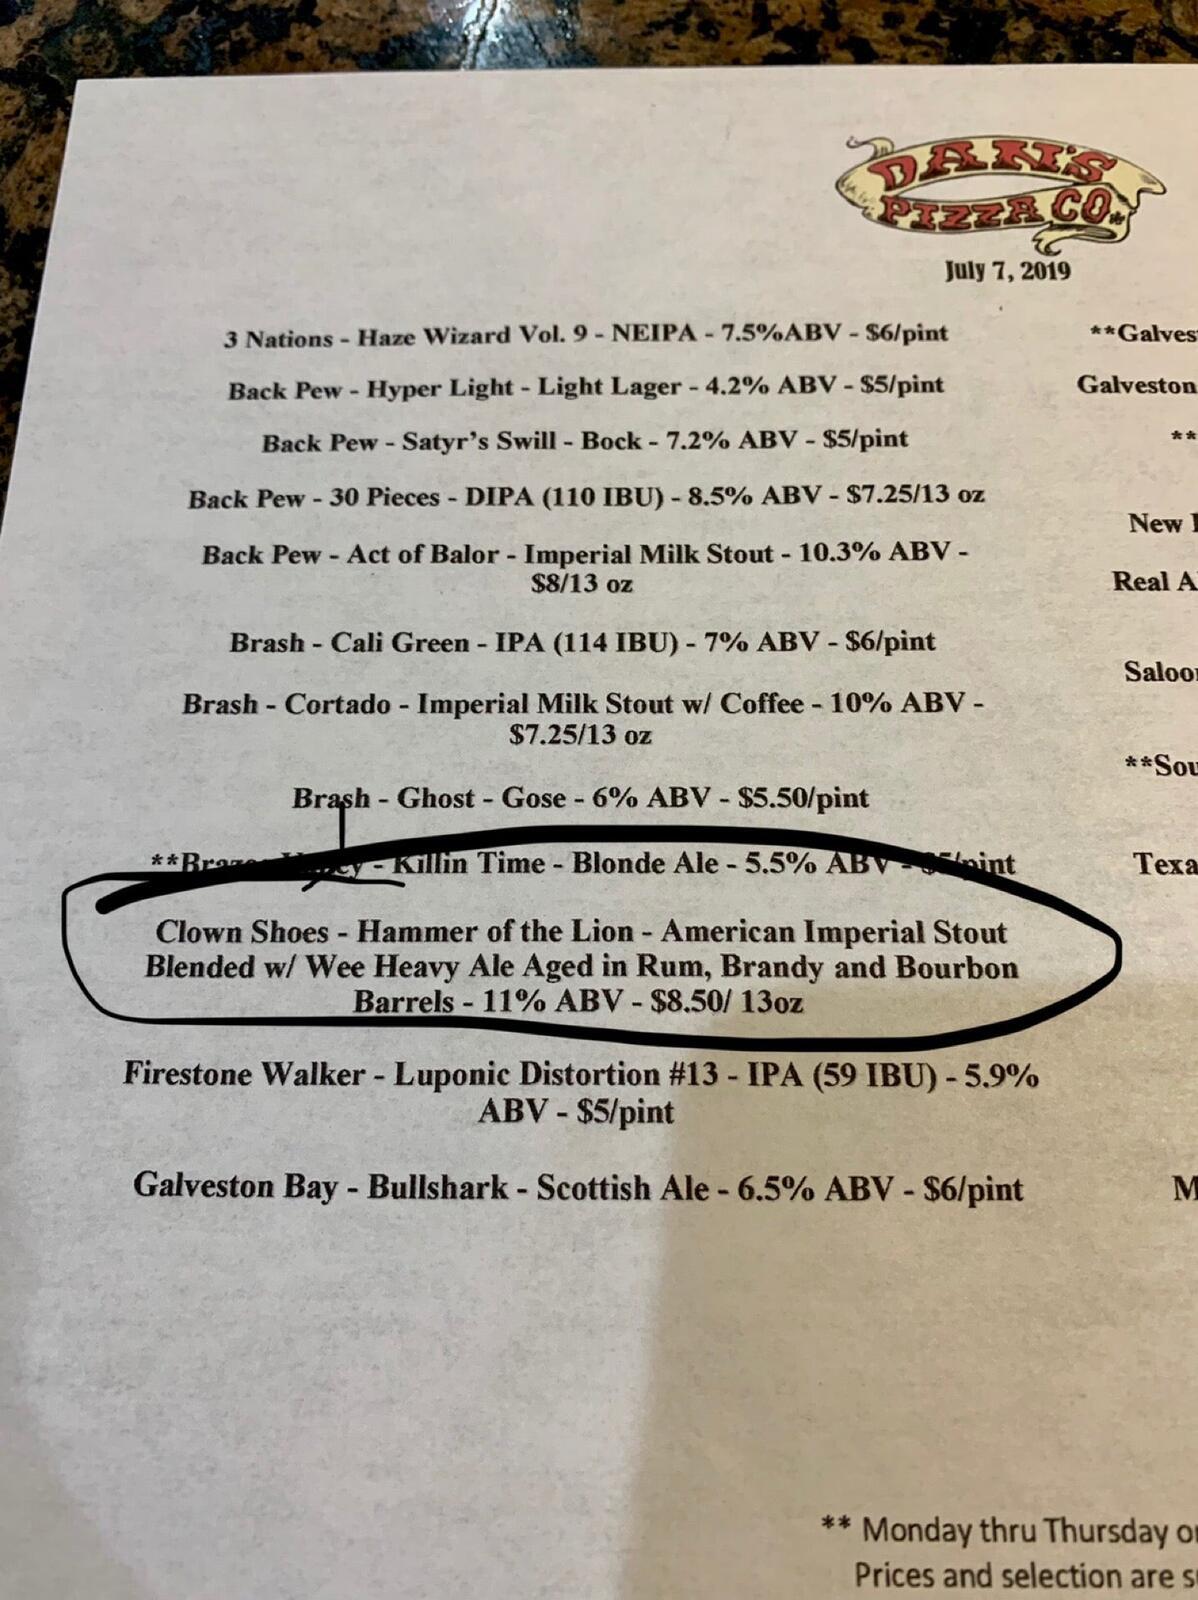 DAN'S
PIZZA CO.
July 7, 2019
3 Nations - Haze Wizard Vol. 9 - NEIPA - 7.5%ABV - $6/pint
Back Pew - Hyper Light - Light Lager - 4.2% ABV - $5/pint
Back Pew - Satyr's Swill - Bock - 7.2% ABV - $5/pint
Back Pew - 30 Pieces - DIPA (110 IBU) - 8.5% ABV - $7.25/13 oz
Back Pew - Act of Balor - Imperial Milk Stout - 10.3% ABV -
$8/13 oz
Brash - Cali Green - IPA (114 IBU) - 7% ABV - $6/pint
Brash - Cortado - Imperial Milk Stout w/ Coffee - 10% ABV -
$7.25/13 oz
Brash - Ghost - Gose - 6% ABV - $5.50/pint
- Killin Time - Blonde Ale - 5.5% ABV - $5/pint
Clown Shoes - Hammer of the Lion - American Imperial Stout
Blended w/ Wee Heavy Ale Aged in Rum, Brandy and Bourbon
Barrels - 11% ABV - $8.50/ 13oz
Firestone Walker - Luponic Distortion #13 - IPA (59 IBU) - 5.9%
ABV - $5/pint
Galveston Bay - Bullshark - Scottish Ale - 6.5% ABV - $6/pint
**Galves
Galveston
**
New
Real A
Saloo
**Sou
Texa
M
** Monday thru Thursday o
Prices and selection are s